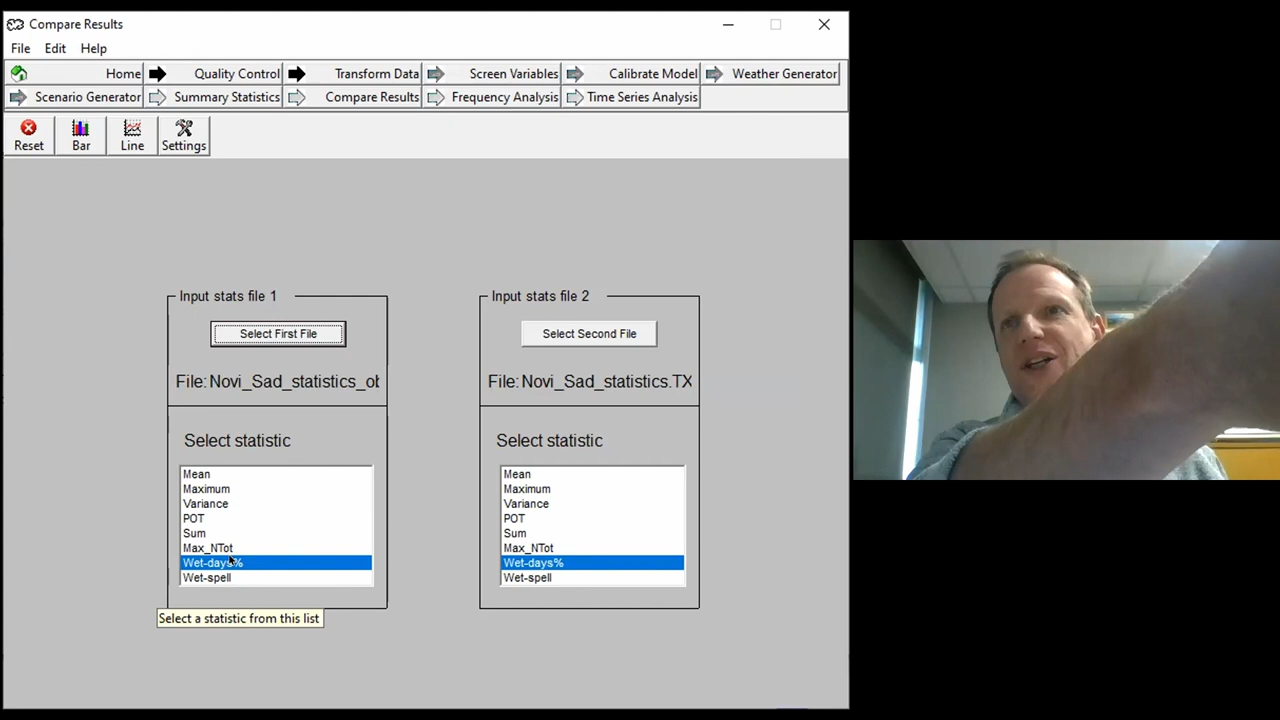 Compare Results
File Edit Help
Home Quality Control Transform Data Screen Variables Calibrate Model Weather Generator
Scenario Generator Summary Statistics Compare Results Frequency Analysis Time Series Analysis
Reset Bar Line Settings
Input stats file 1
Select First File
File: Novi_Sad_statistics_ob
Select statistic
Mean
Maximum
Variance
POT
Sum
Max_NTot
Wet-days%
Wet-spell
Select a statistic from this list
Input stats file 2
Select Second File
File: Novi_Sad_statistics.TX
Select statistic
Mean
Maximum
Variance
POT
Sum
Max_NTot
Wet-days%
Wet-spell